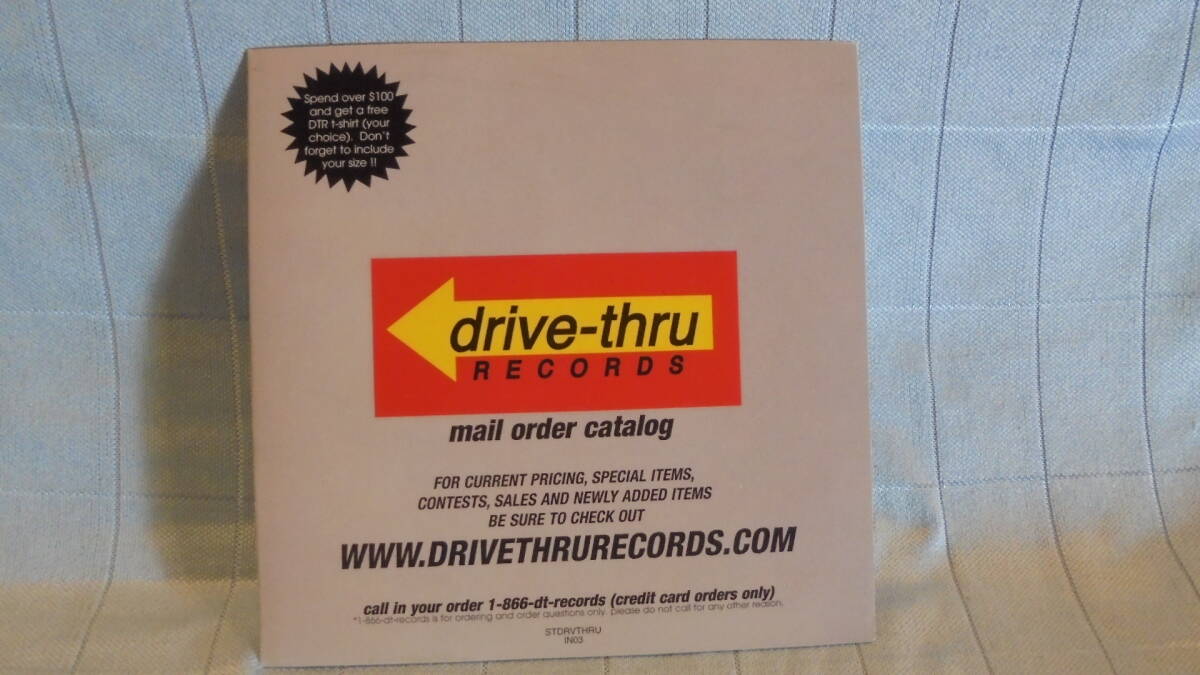 Spend over $100
and get a free
DTR t-shirt (your
choice). Don't
forget to include
your size !!
drive-thru
RECORDS
mail order catalog
FOR CURRENT PRICING, SPECIAL ITEMS,
CONTESTS, SALES AND NEWLY ADDED ITEMS
BE SURE TO CHECK OUT
WWW.DRIVETHRURECORDS.COM
call in your order 1-866-dt-records (credit card orders only)
*1-866-dt-records is for ordering and order questions only. please do not call for any other reason.
STDRVTHRU
IN03